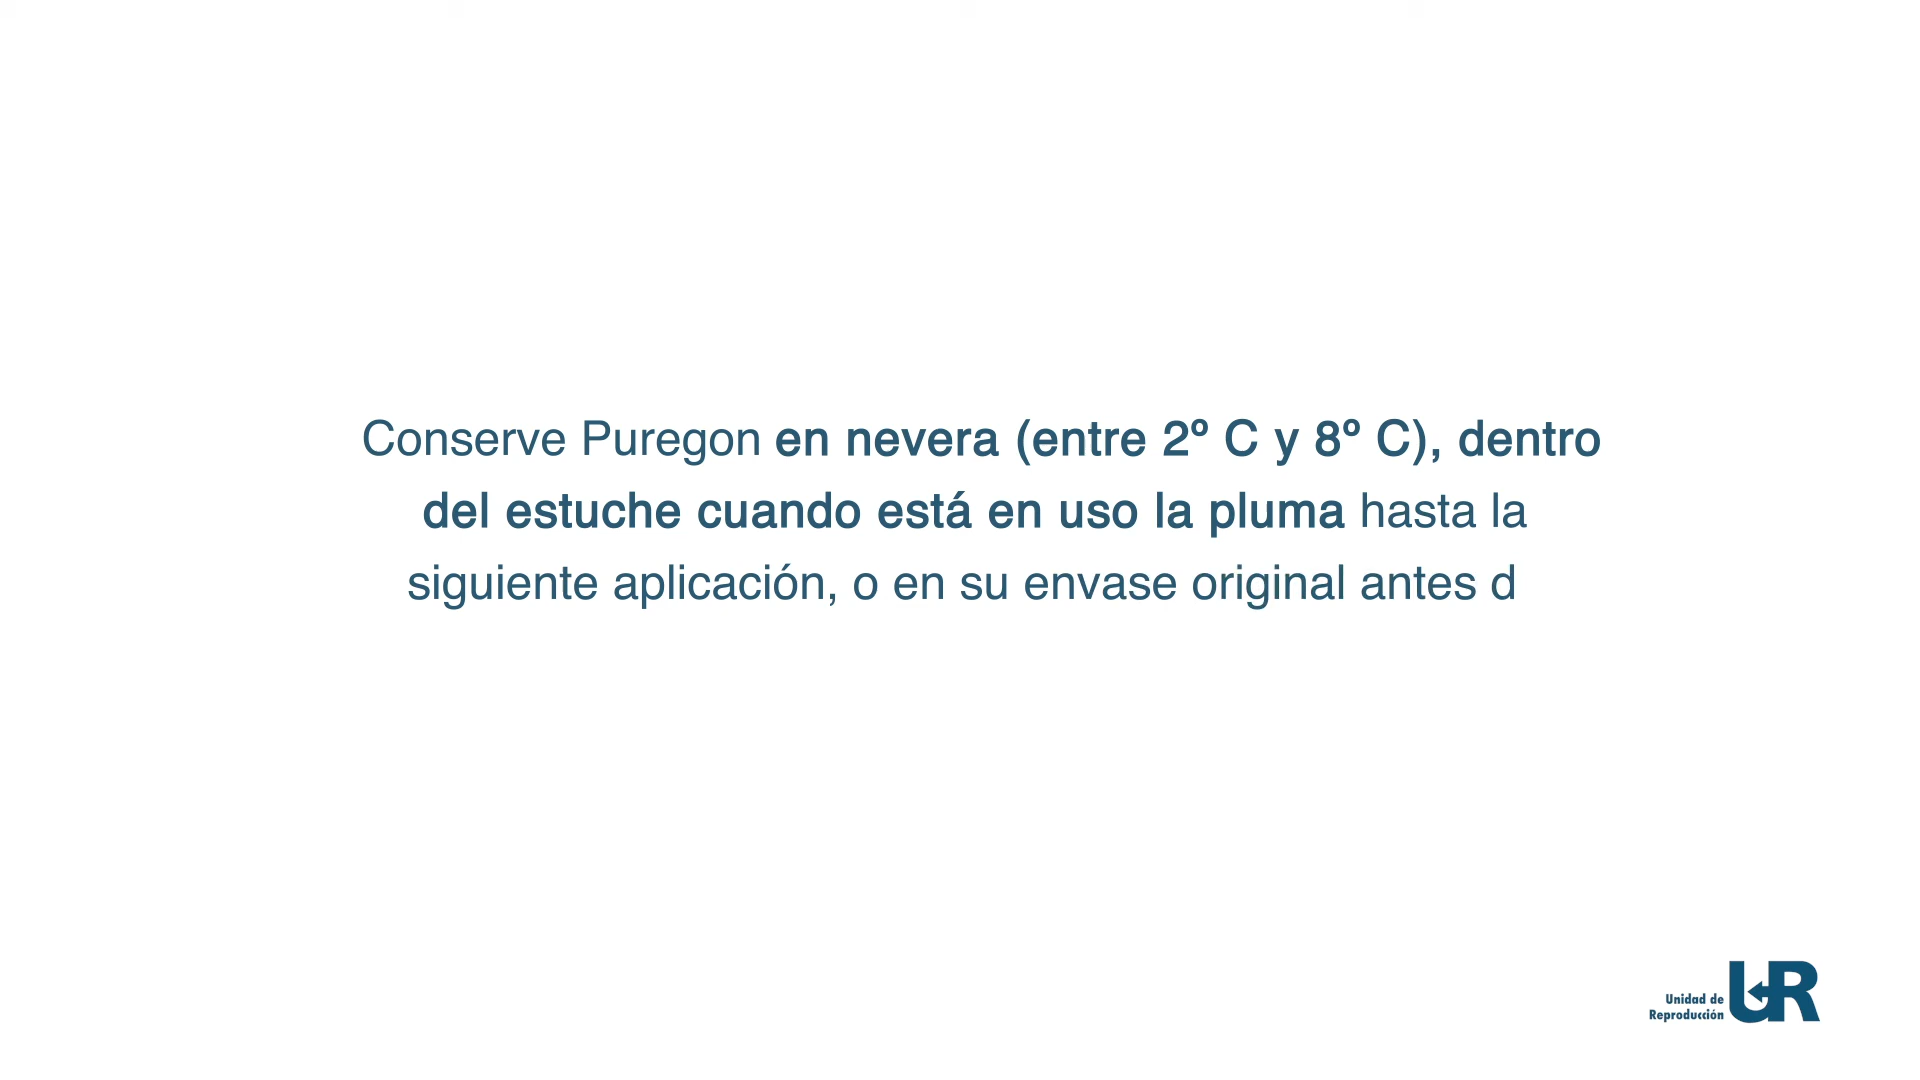 Conserve Puregon en nevera (entre 2º C y 8º C), dentro
del estuche cuando está en uso la pluma hasta la
siguiente aplicación, o en su envase original antes d
Unidad de
Reproducción
UR